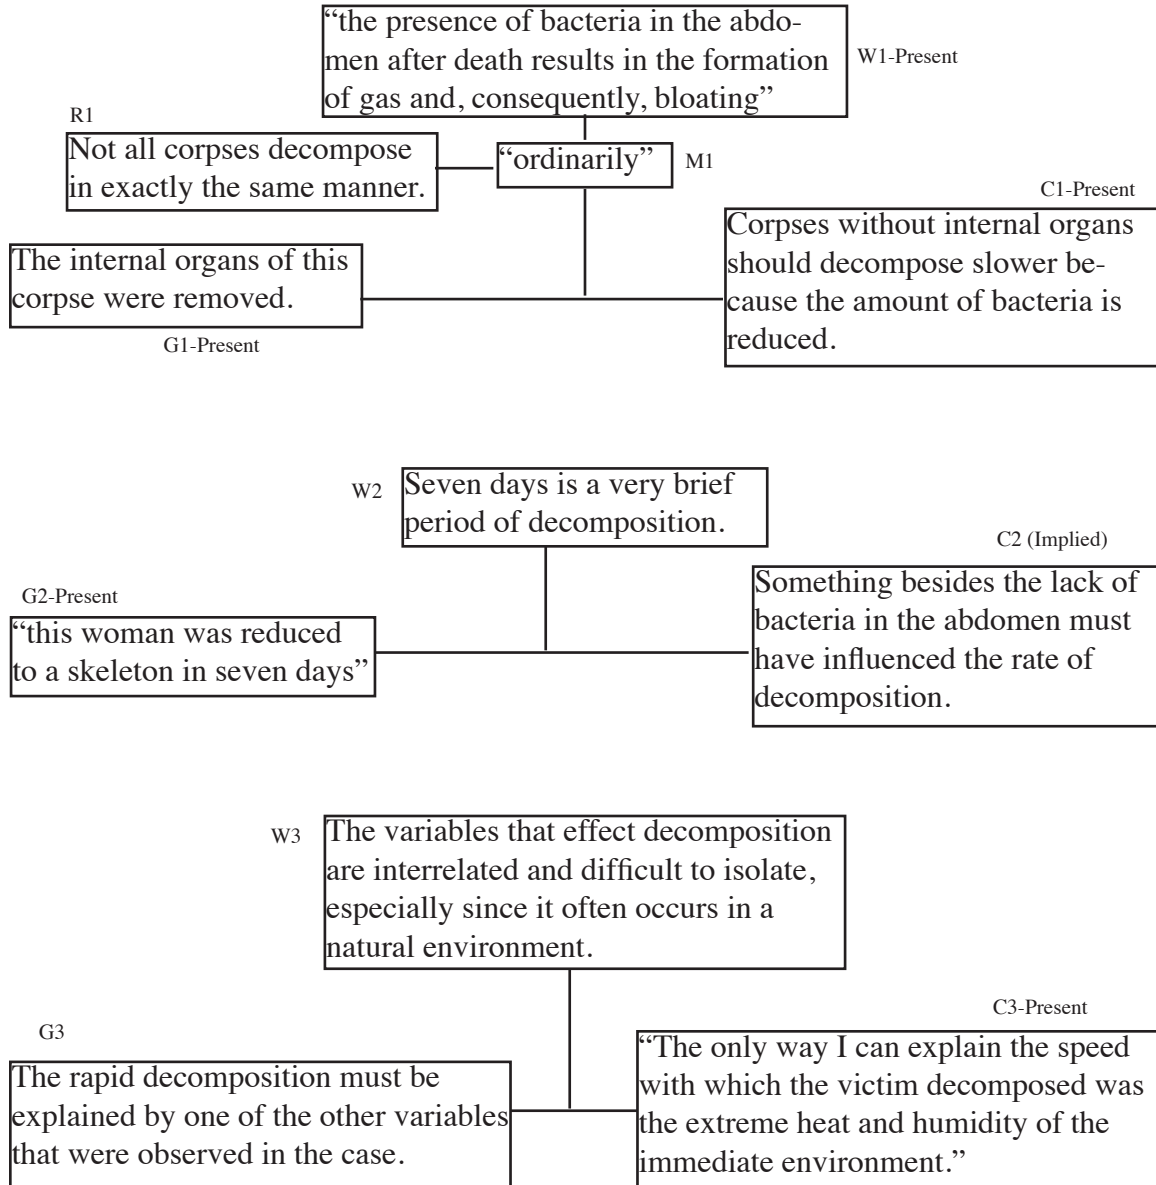 “the presence of bacteria in the abdo-
men after death results in the formation
of gas and, consequently, bloating”
W1-Present
R1
Not all corpses decompose
in exactly the same manner.
“ordinarily”
M1
C1-Present
Corpses without internal organs
should decompose slower be-
cause the amount of bacteria is
reduced.
The internal organs of this
corpse were removed.
G1-Present
W2
Seven days is a very brief
period of decomposition.
C2 (Implied)
Something besides the lack of
bacteria in the abdomen must
have influenced the rate of
decomposition.
G2-Present
“this woman was reduced
to a skeleton in seven days”
W3
The variables that effect decomposition
are interrelated and difficult to isolate,
especially since it often occurs in a
natural environment.
C3-Present
“The only way I can explain the speed
with which the victim decomposed was
the extreme heat and humidity of the
immediate environment.”
G3
The rapid decomposition must be
explained by one of the other variables
that were observed in the case.